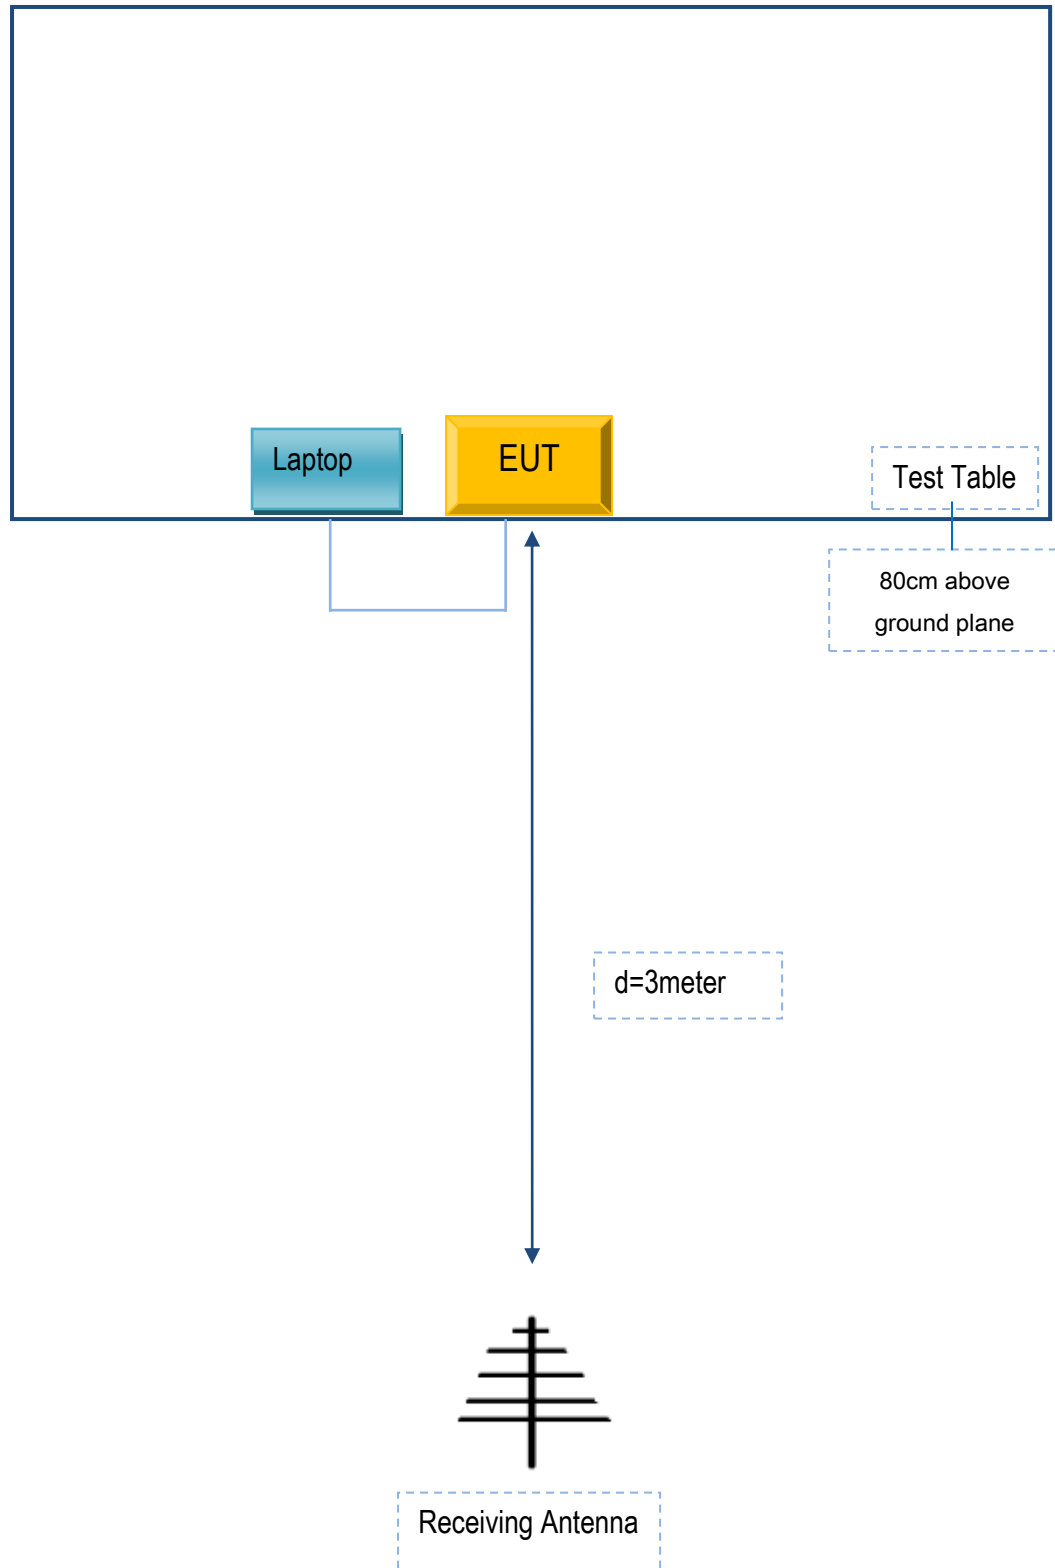 Laptop
EUT
Test Table
80cm above
ground plane
d=3meter
Receiving Antenna